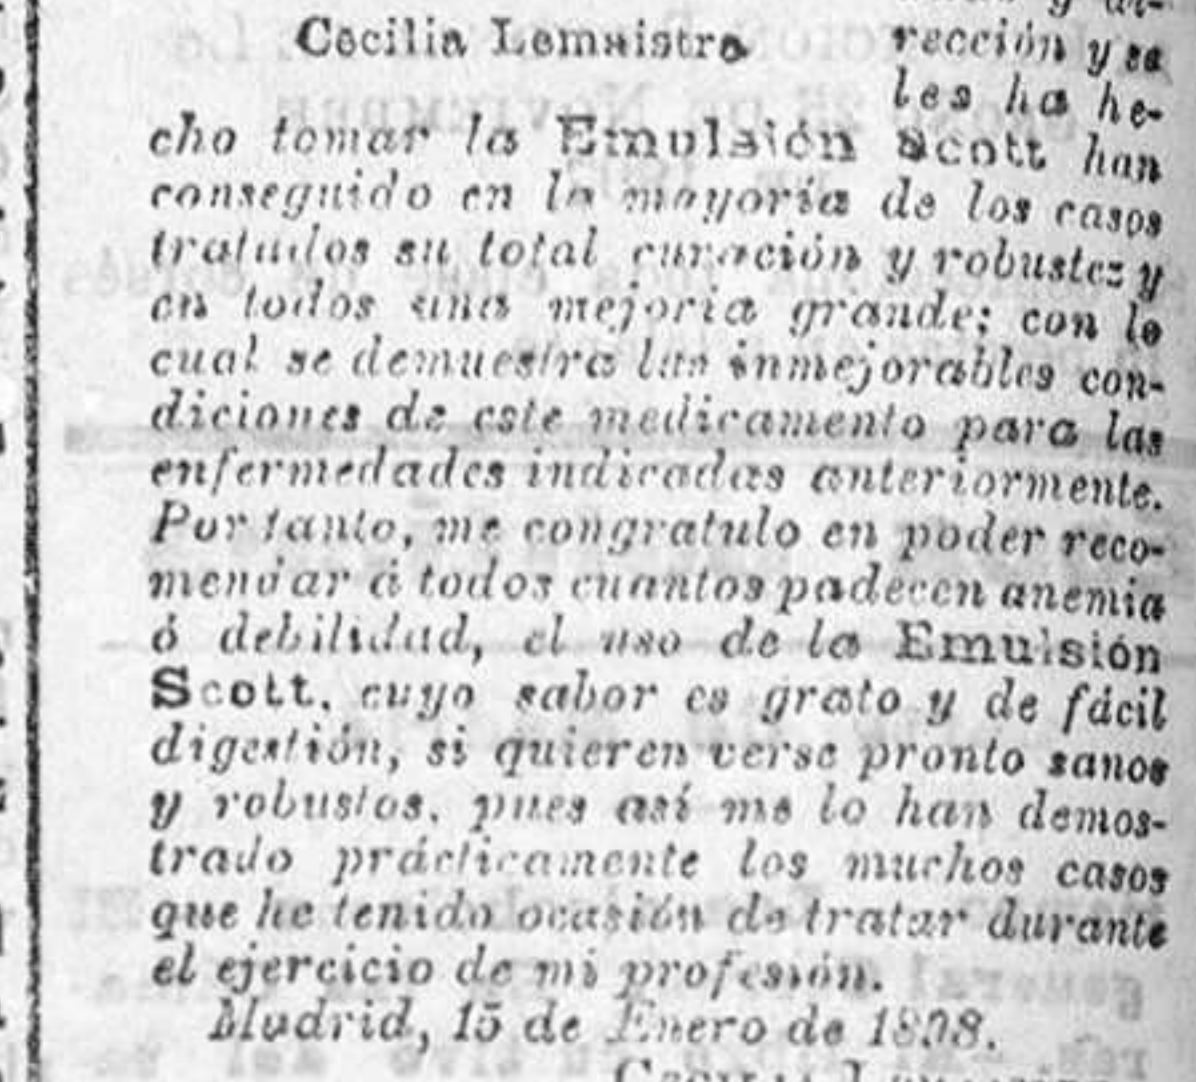 Cecilia Lemaistre
rección y se
les ha he-
cho tomar la Emulsión Scott han
conseguido en la mayoría de los casos
tratados su total curación y robustez y
en todos una mejoria grande; con lo
cual se demuestra las inmejorables con-
diciones de este medicamento para las
enfermedades indicadas anteriormente.
Por tanto, me congratulo en poder reco-
mendar á todos cuantos padecen anemia
ó debilidad, el uso de la Emulsión
Scott, cuyo sabor es grato y de fácil
digestión, si quieren verse pronto sanos
y robustos, pues así me lo han demos-
trado prácticamente los muchos casos
que he tenido ocasión de tratar durante
el ejercicio de mi profesión.
Madrid, 15 de Enero de 1898.